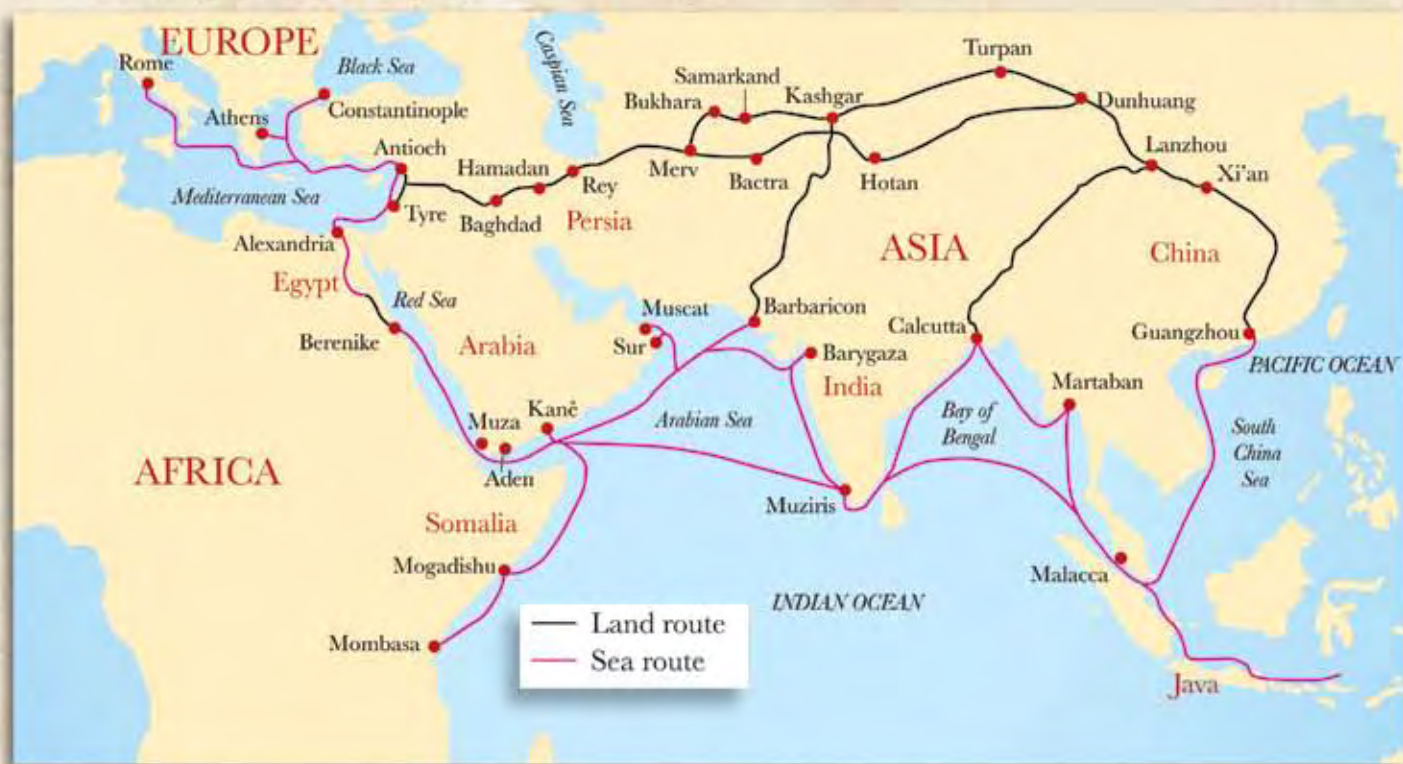 EUROPE
Rome
Black Sea
Caspian Sea
Turpan
Samarkand
Bukhara
Kashgar
Dunhuang
Athens
Constantinople
Antioch
Hamadan
Rey
Merv
Bactra
Hotan
Lanzhou
Xi'an
Mediterranean Sea
Tyre
Baghdad
Persia
Alexandria
ASIA
China
Egypt
Red Sea
Berenike
Arabia
Muscat
Sur
Barbaricon
Barygaza
India
Calcutta
Guangzhou
PACIFIC OCEAN
Martaban
Muza
Kanê
Aden
Arabian Sea
Bay of
Bengal
South
China
Sea
AFRICA
Somalia
Muziris
Mogadishu
Malacca
INDIAN OCEAN
Mombasa
Land route
Sea route
Java